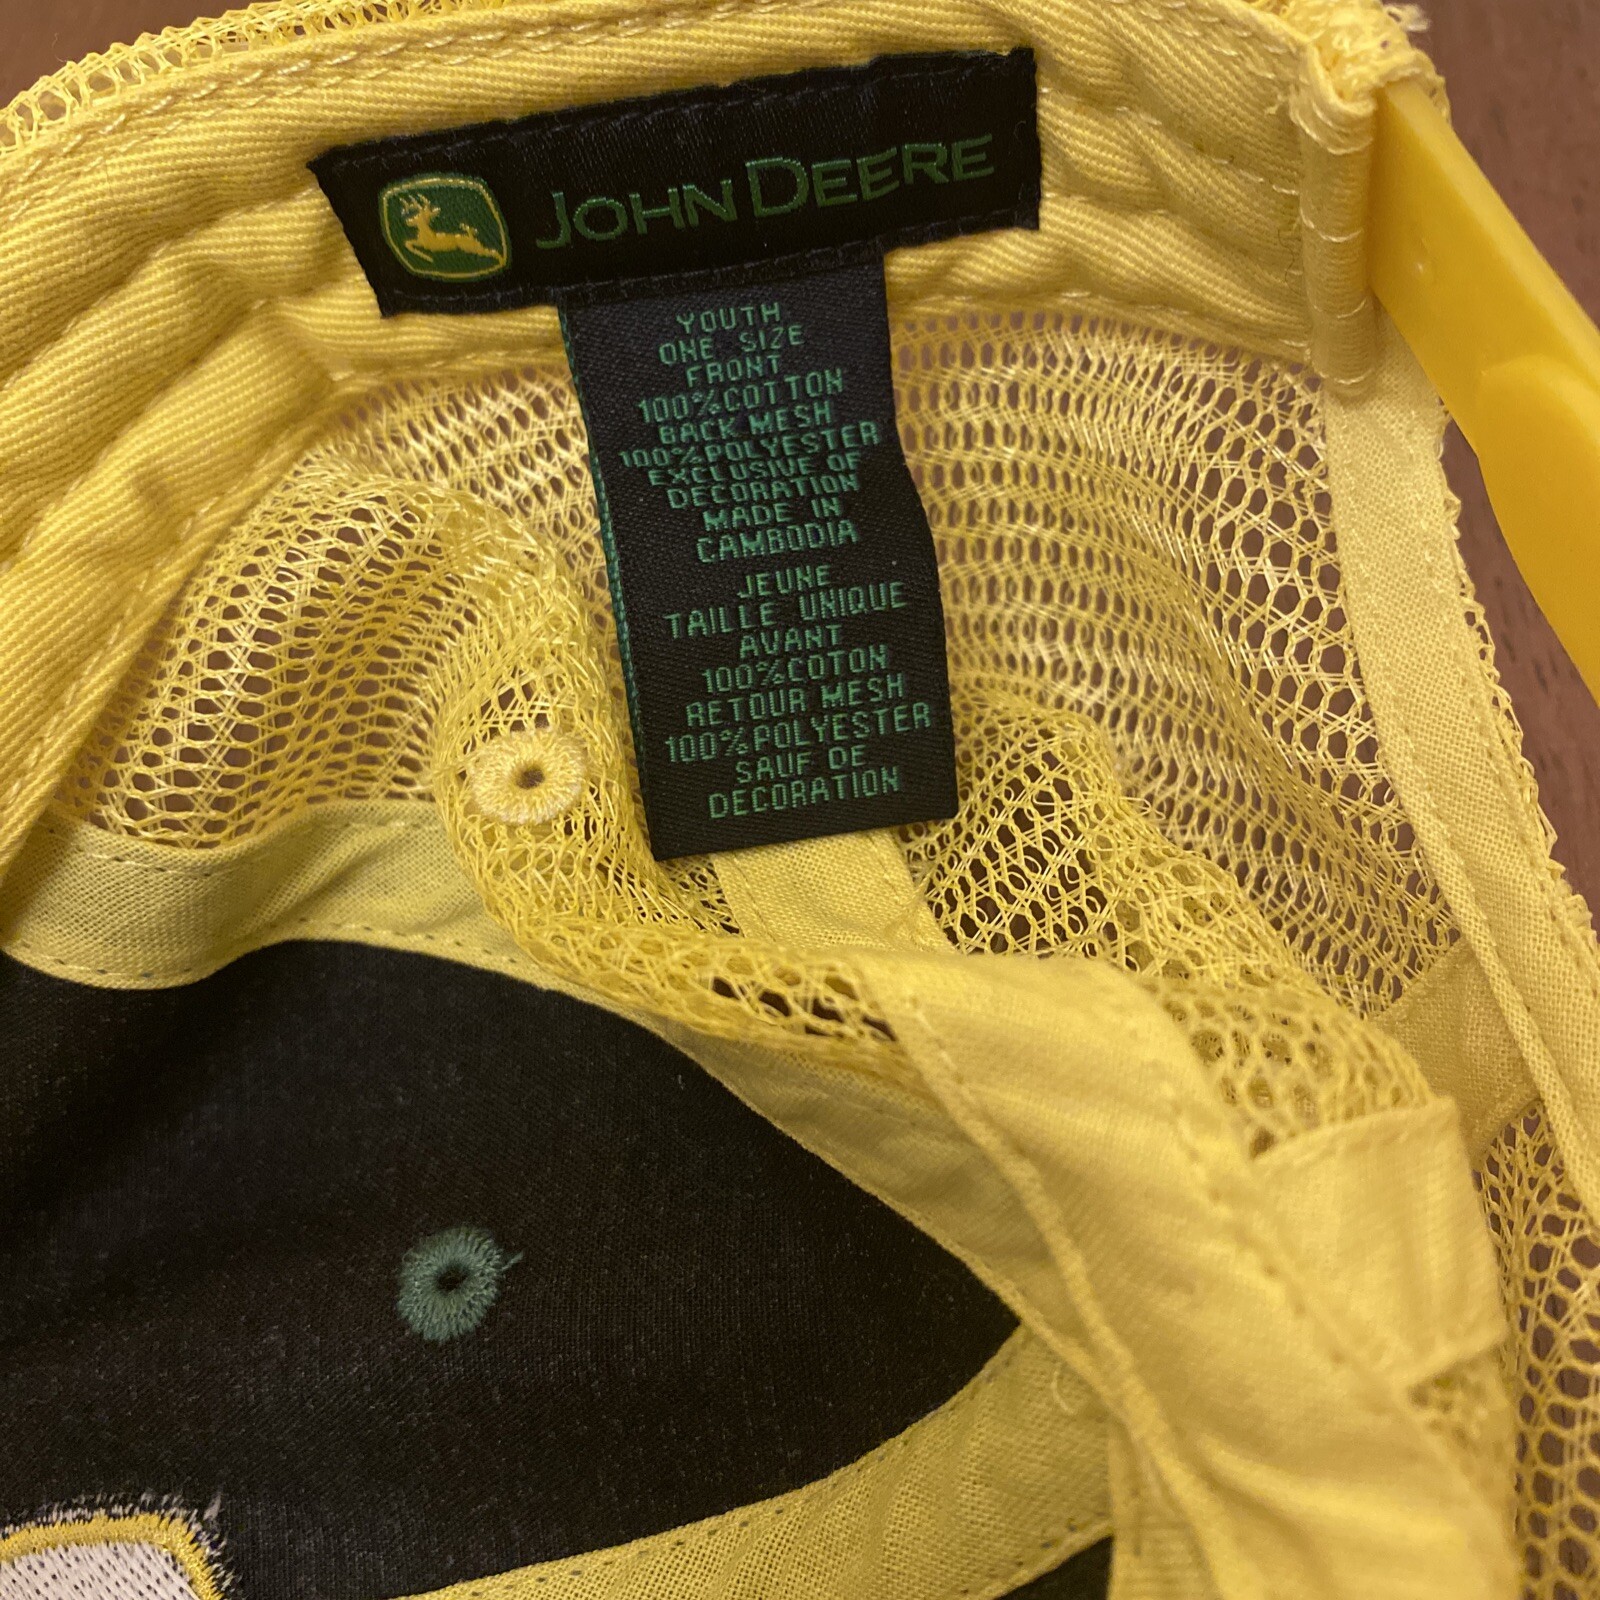 JOHN DEERE
YOUTH
ONE SIZE
FRONT
100%COTTON
BACK MESH
100%POLYESTER
EXCLUSIVE OF
DECORATION
MADE IN
CAMBODIA
JEUNE
TAILLE UNIQUE
AVANT
100%COTON
RETOUR MESH
100%POLYESTER
SAUF DE
DECORATION